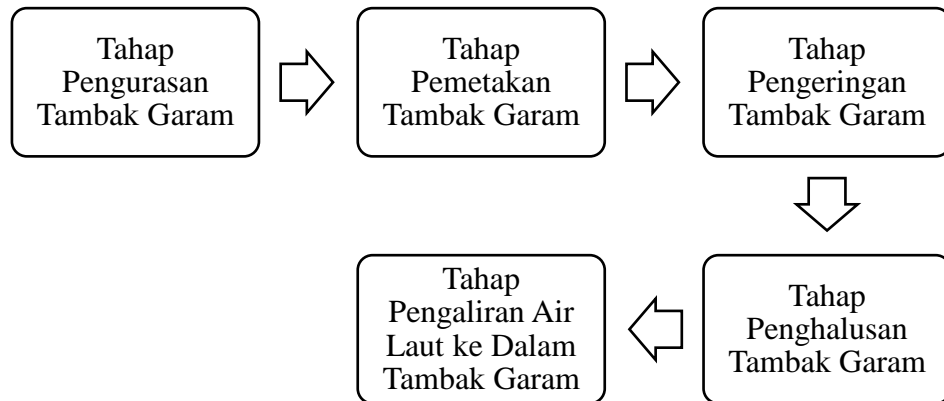 Tahap
Pengurasan
Tambak Garam
Tahap
Pemetakan
Tambak Garam
Tahap
Pengeringan
Tambak Garam
Tahap
Penghalusan
Tambak Garam
Tahap
Pengaliran Air
Laut ke Dalam
Tambak Garam